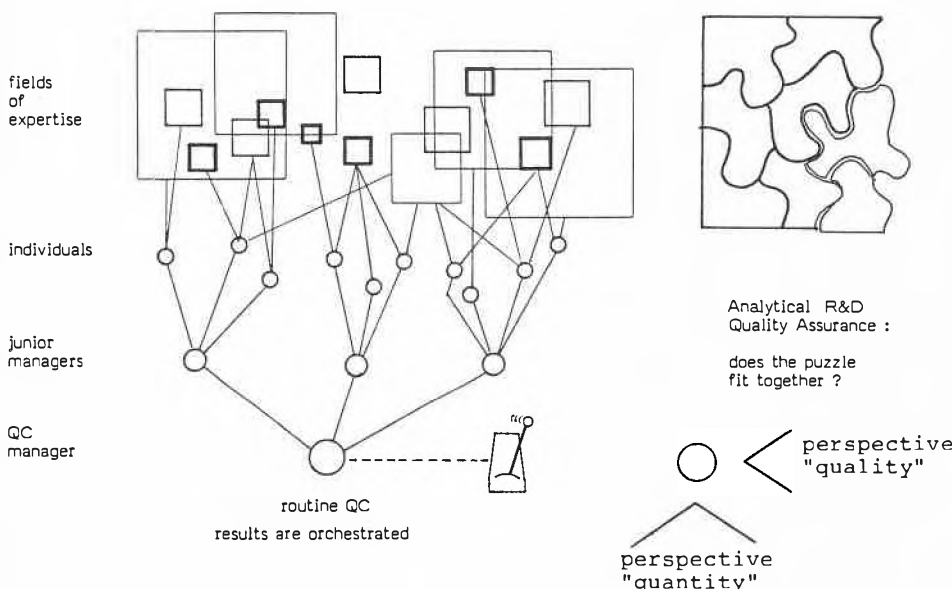 fields
of
expertise
individuals
junior
managers
QC
manager
routine QC
results are orchestrated
Analytical R&D
Quality Assurance :
does the puzzle
fit together ?
perspective
"quality"
perspective
"quantity"